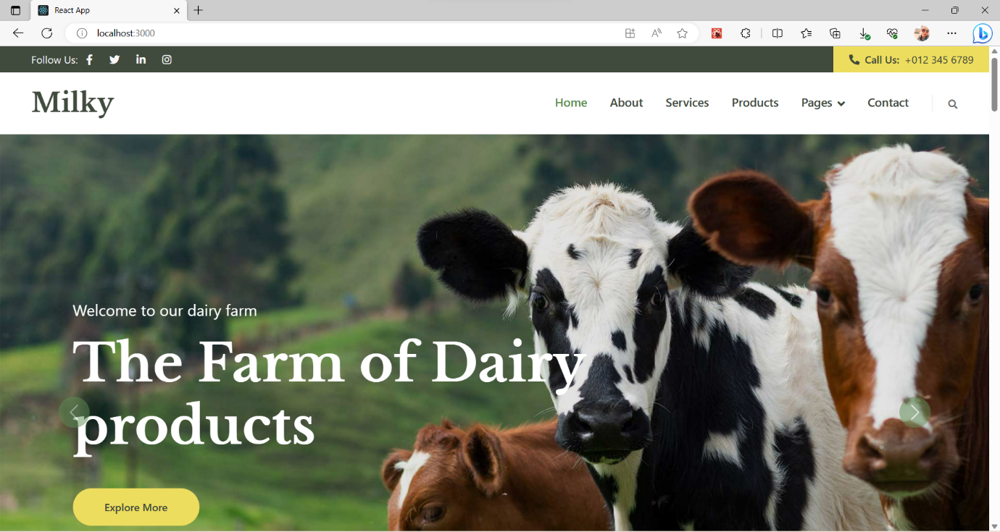 React App
localhost:3000
Follow Us:
Call Us: +012 345 6789
Milky
Home About Services Products Pages Contact
Welcome to our dairy farm
The Farm of Dairy
products
Explore More